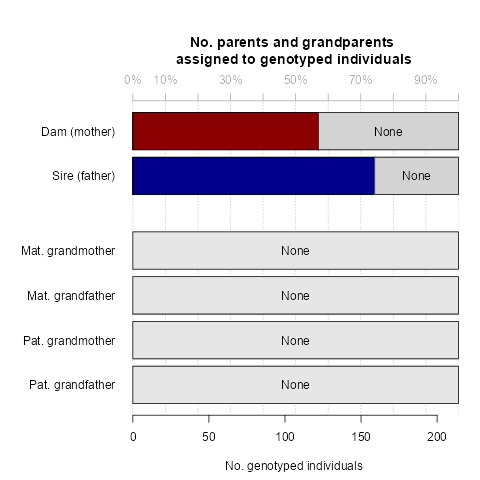 No. parents and grandparents
assigned to genotyped individuals
0% 10% 30% 50% 70% 90%
Dam (mother) None
Sire (father) None
Mat. grandmother None
Mat. grandfather None
Pat. grandmother None
Pat. grandfather None
0 50 100 150 200
No. genotyped individuals